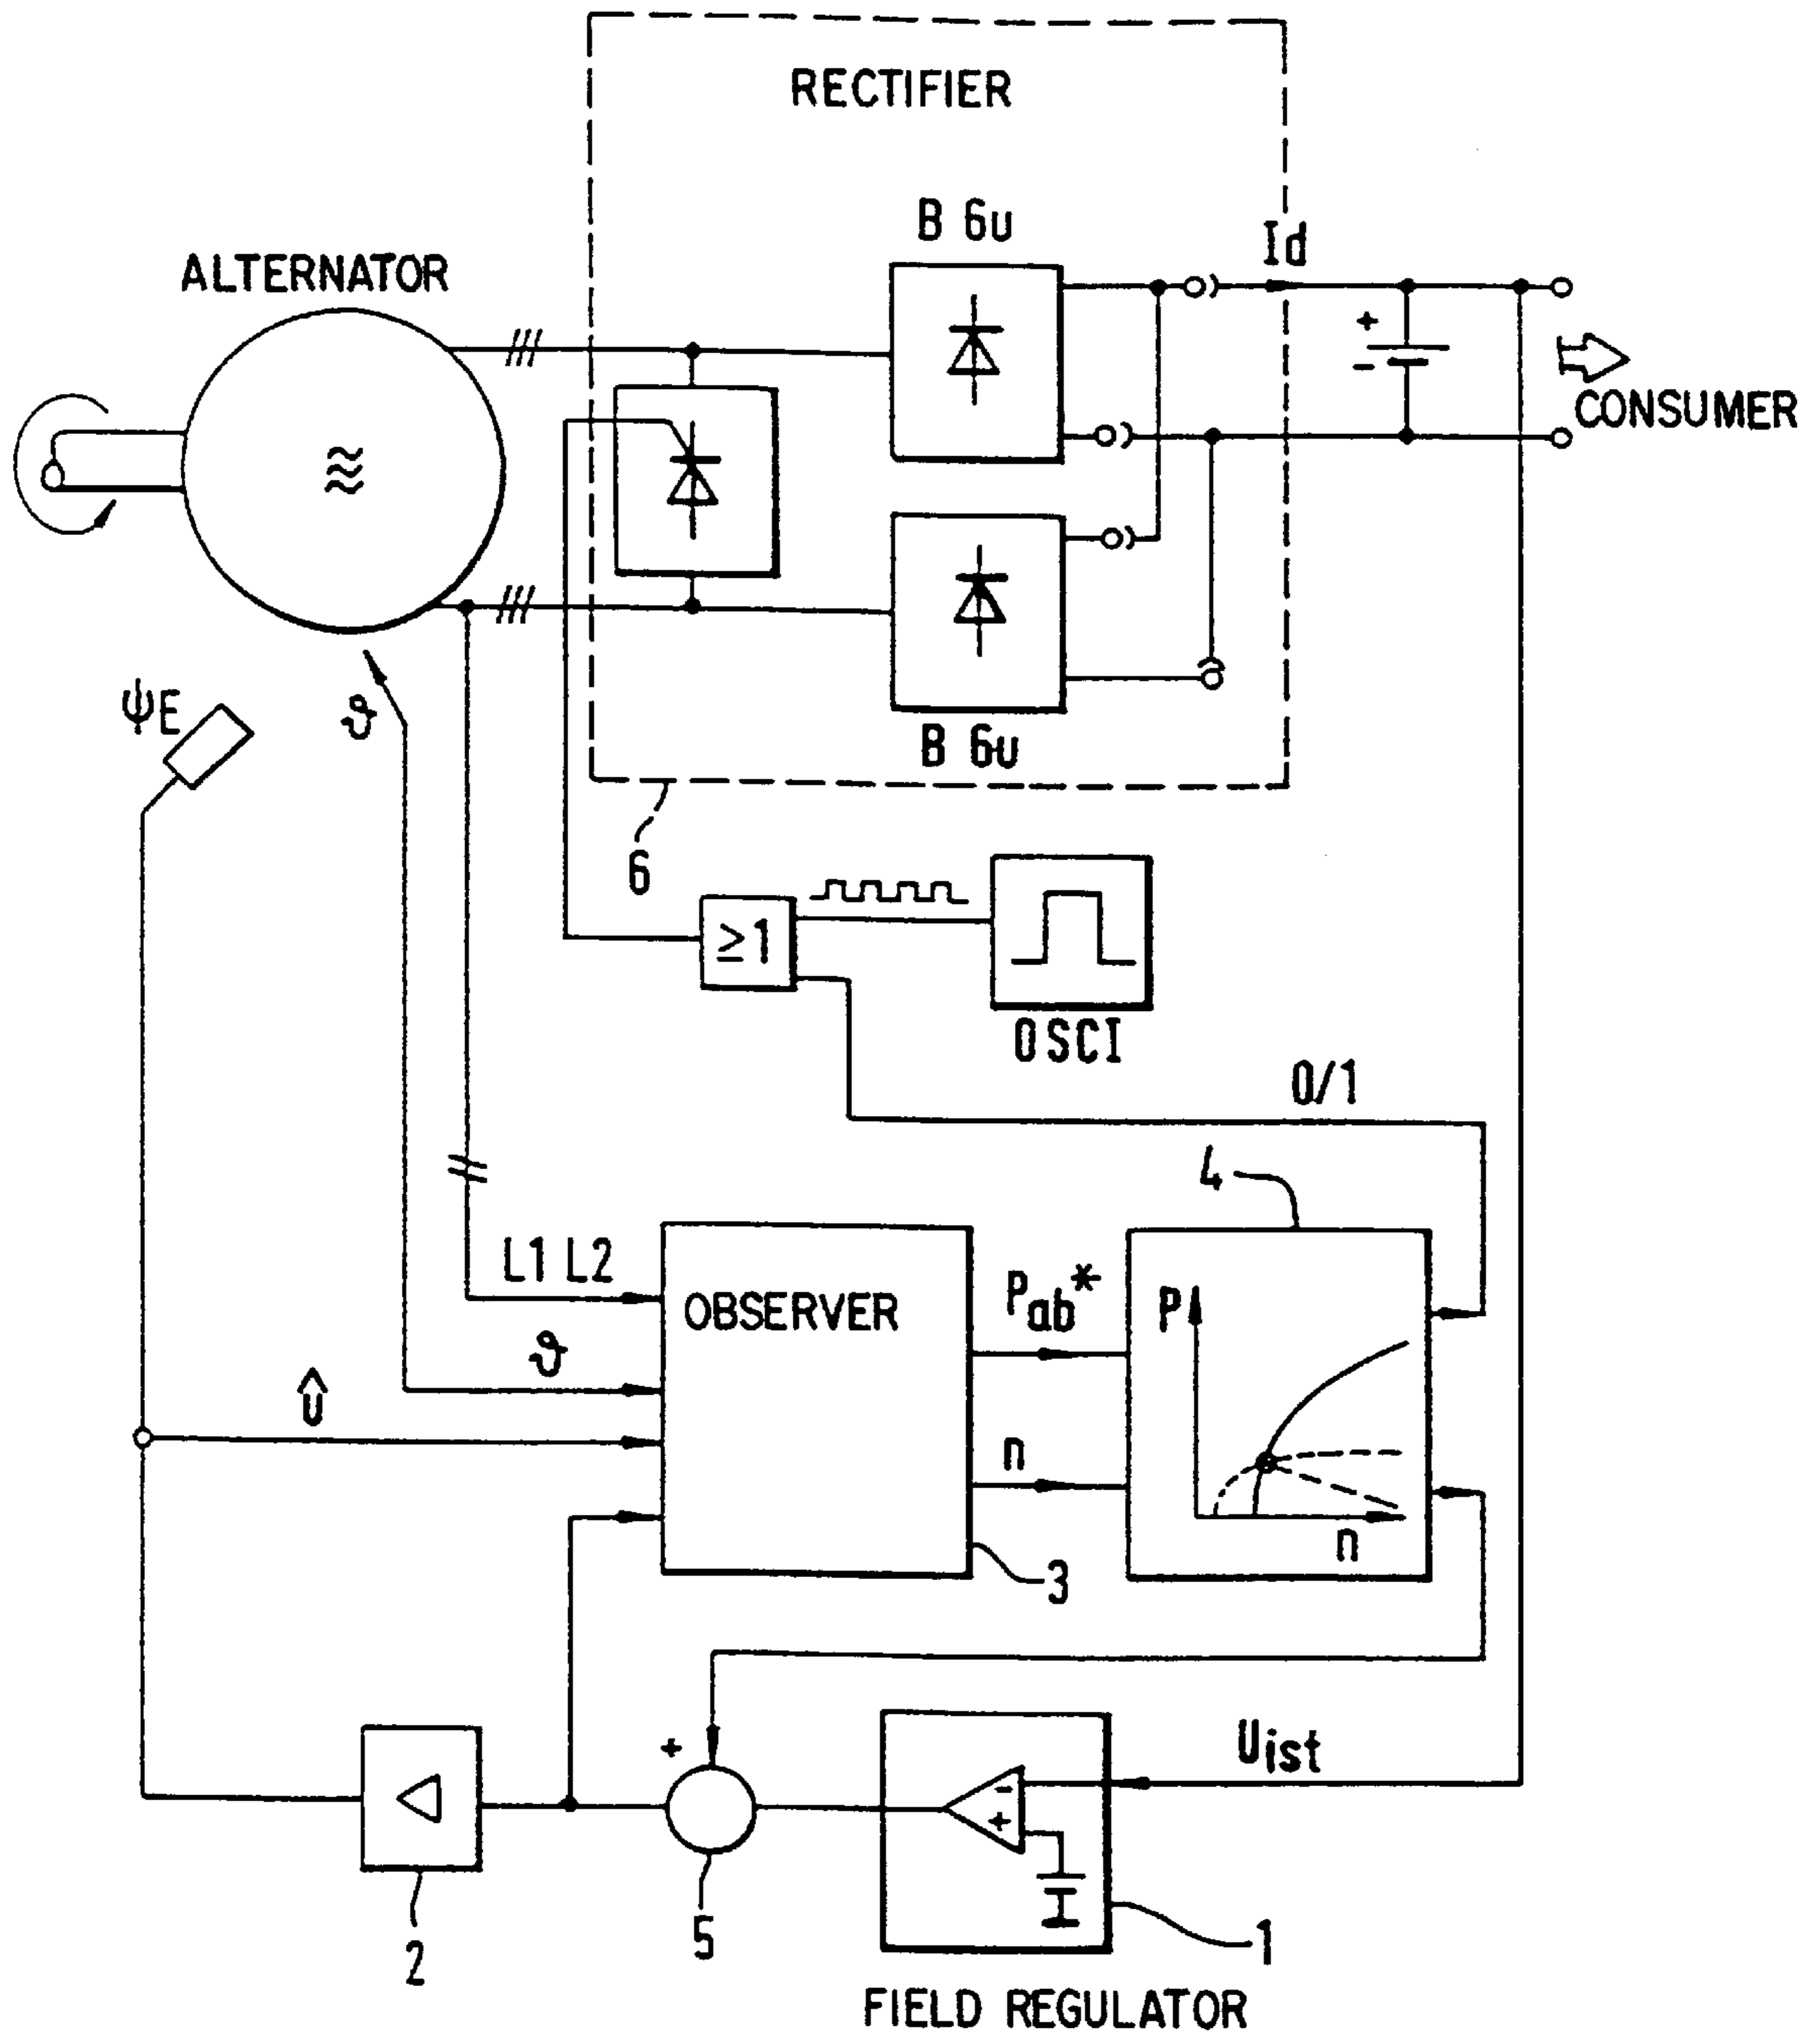 RECTIFIER
B 6u
Id
ALTERNATOR
+
-
CONSUMER
≈
ψE
ϑ
B 6u
6
≥1
OSCI
0/1
4
L1 L2
OBSERVER
Pab*
P
ϑ
Û
n
n
3
Uist
+
-
+
2
5
1
FIELD REGULATOR